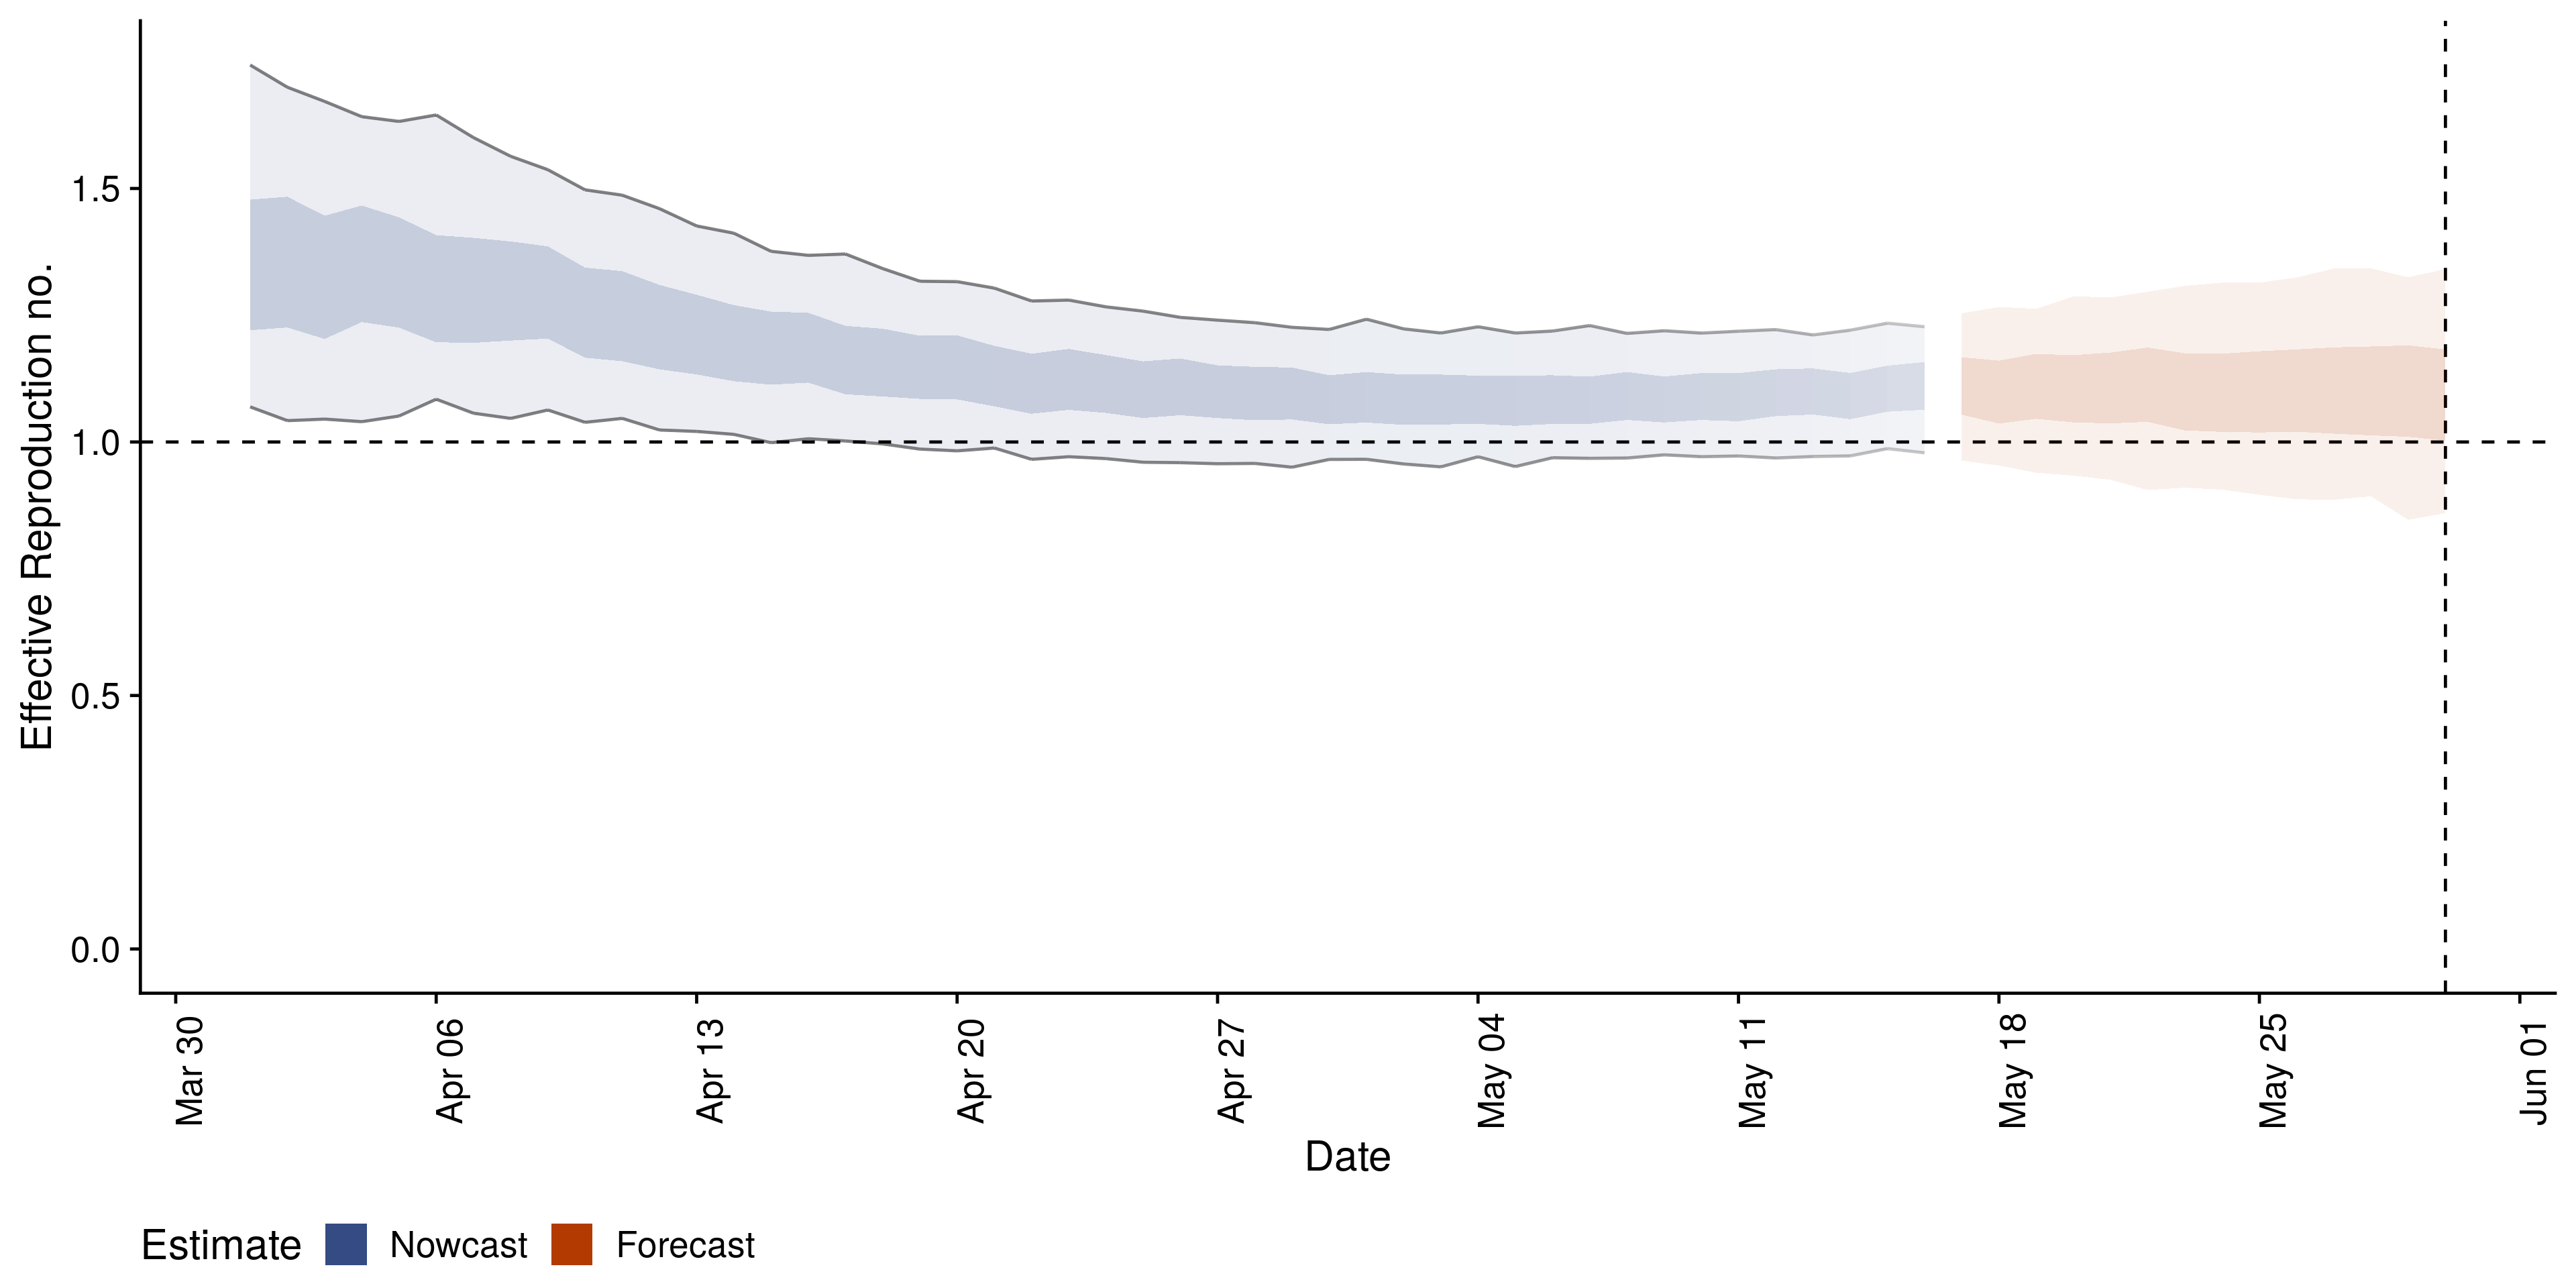 Effective Reproduction no.
1.5
1.0
0.5
0.0
Mar 30
Apr 06
Apr 13
Apr 20
Apr 27
May 04
May 11
May 18
May 25
Jun 01
Date
Estimate Nowcast Forecast